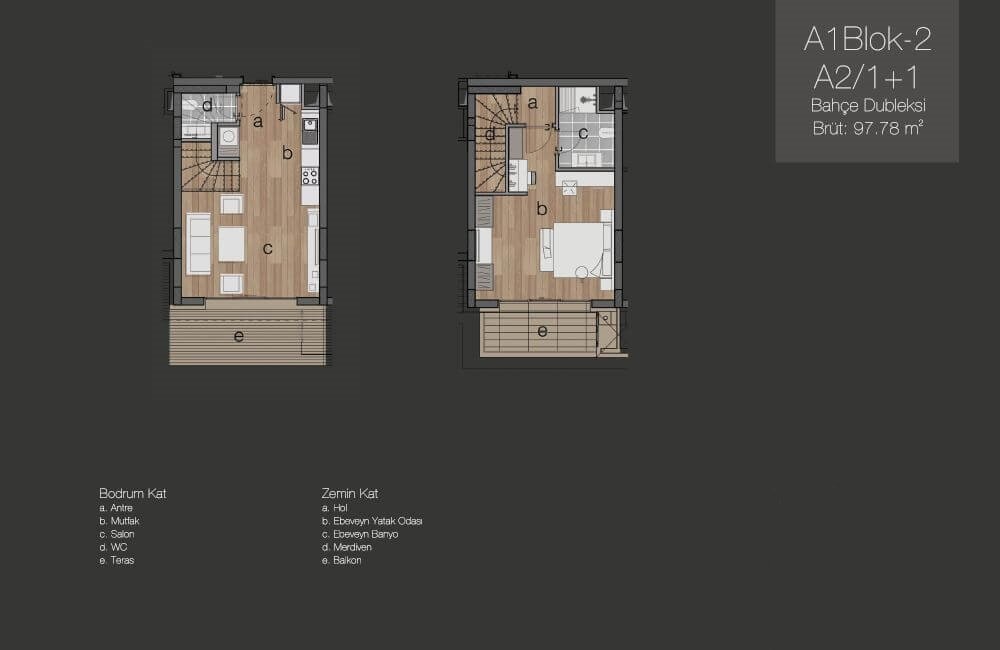 A1Blok-2
A2/1+1
Bahçe Dubleksi
Brüt: 97.78 m²
d
a
b
c
e
a
d
c
b
e
Bodrum Kat
a. Antre
b. Mutfak
c. Salon
d. WC
e. Teras
Zemin Kat
a. Hol
b. Ebeveyn Yatak Odası
c. Ebeveyn Banyo
d. Merdiven
e. Balkon